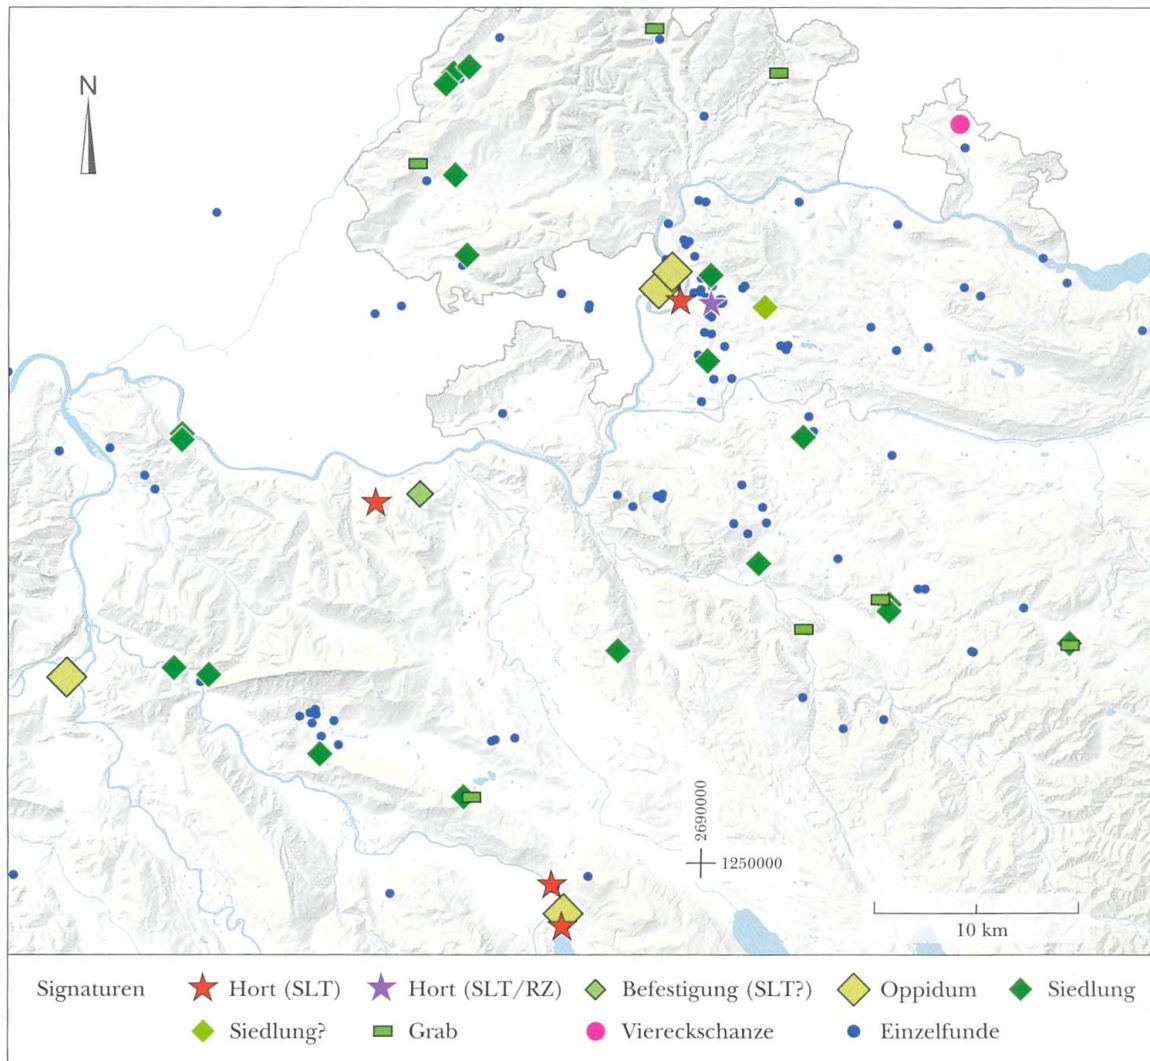 N
2690000
1250000
10 km
Signaturen Hort (SLT) Hort (SLT/RZ) Befestigung (SLT?) Oppidum Siedlung
Siedlung? Grab Viereckschanze Einzelfunde